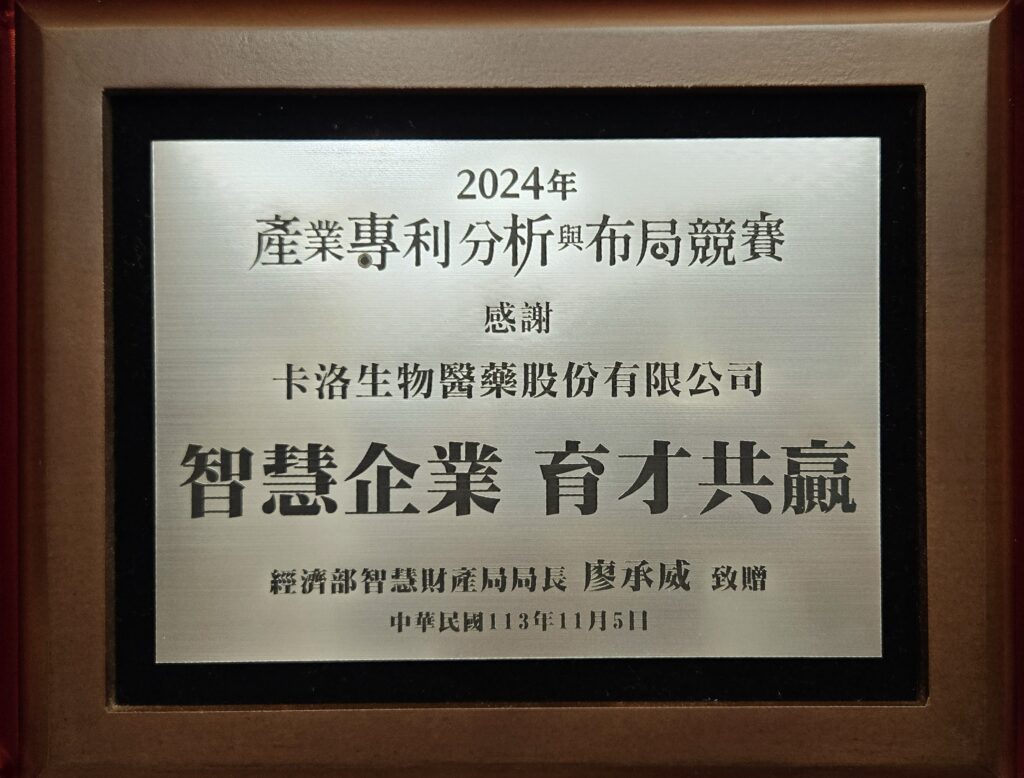 2024年
產業專利分析與布局競賽
感謝
卡洛生物醫藥股份有限公司
智慧企業 育才共贏
經濟部智慧財產局局長 廖承威 致贈
中華民國113年11月5日